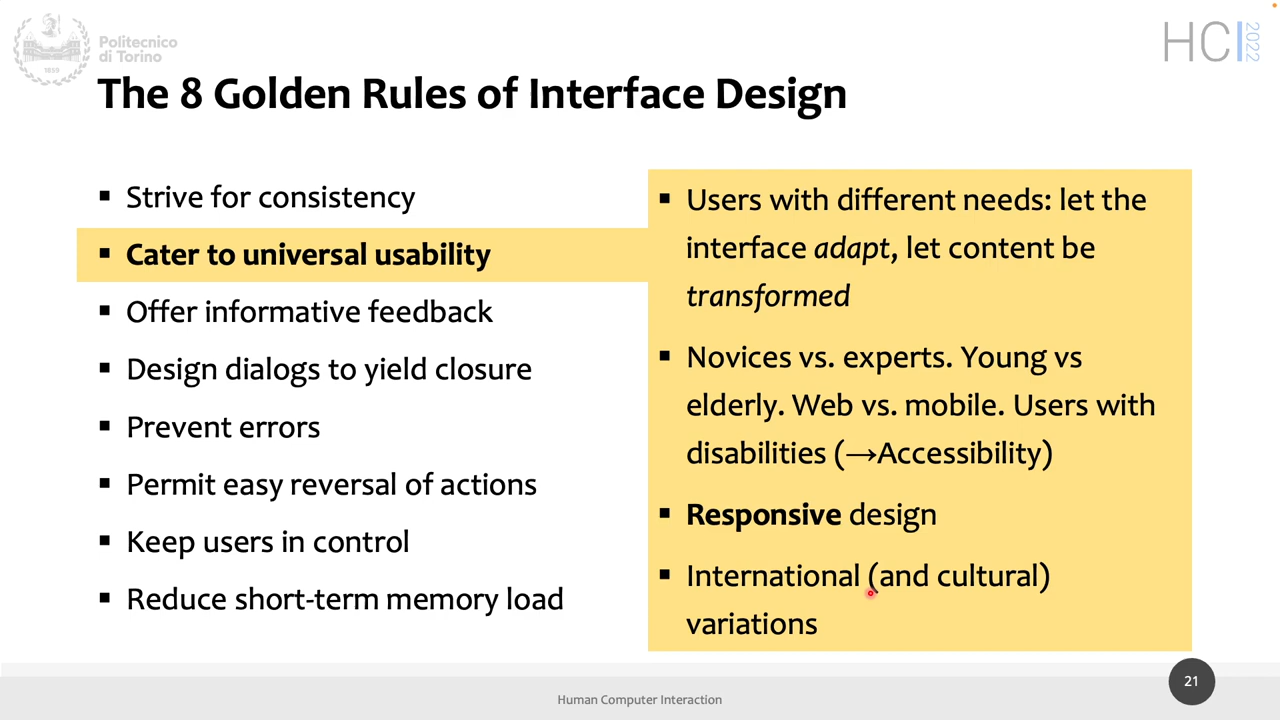 Politecnico
di Torino
1859
HCI 2022
The 8 Golden Rules of Interface Design
▪ Strive for consistency
▪ Cater to universal usability
▪ Offer informative feedback
▪ Design dialogs to yield closure
▪ Prevent errors
▪ Permit easy reversal of actions
▪ Keep users in control
▪ Reduce short-term memory load
▪ Users with different needs: let the
interface adapt, let content be
transformed
▪ Novices vs. experts. Young vs
elderly. Web vs. mobile. Users with
disabilities (→Accessibility)
▪ Responsive design
▪ International (and cultural)
variations
Human Computer Interaction
21